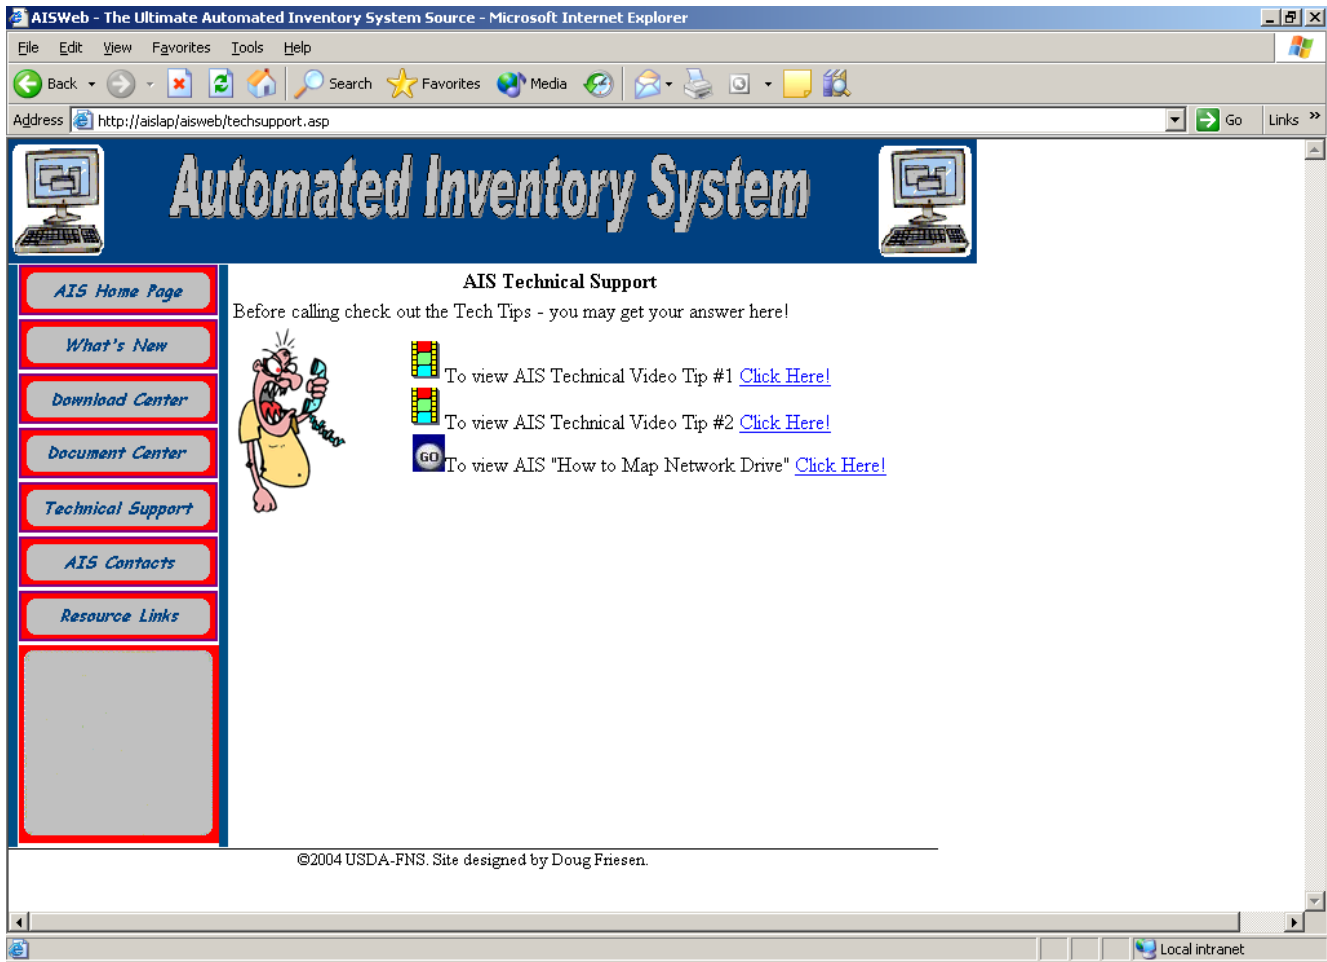 AISWeb - The Ultimate Automated Inventory System Source - Microsoft Internet Explorer
File Edit View Favorites Tools Help
Back Search Favorites Media
Address http://aislap/aisweb/techsupport.asp Go Links »
Automated Inventory System
AIS Home Page
What's New
Download Center
Document Center
Technical Support
AIS Contacts
Resource Links
AIS Technical Support
Before calling check out the Tech Tips - you may get your answer here!
To view AIS Technical Video Tip #1 Click Here!
To view AIS Technical Video Tip #2 Click Here!
GO To view AIS "How to Map Network Drive" Click Here!
©2004 USDA-FNS. Site designed by Doug Friesen.
Local intranet